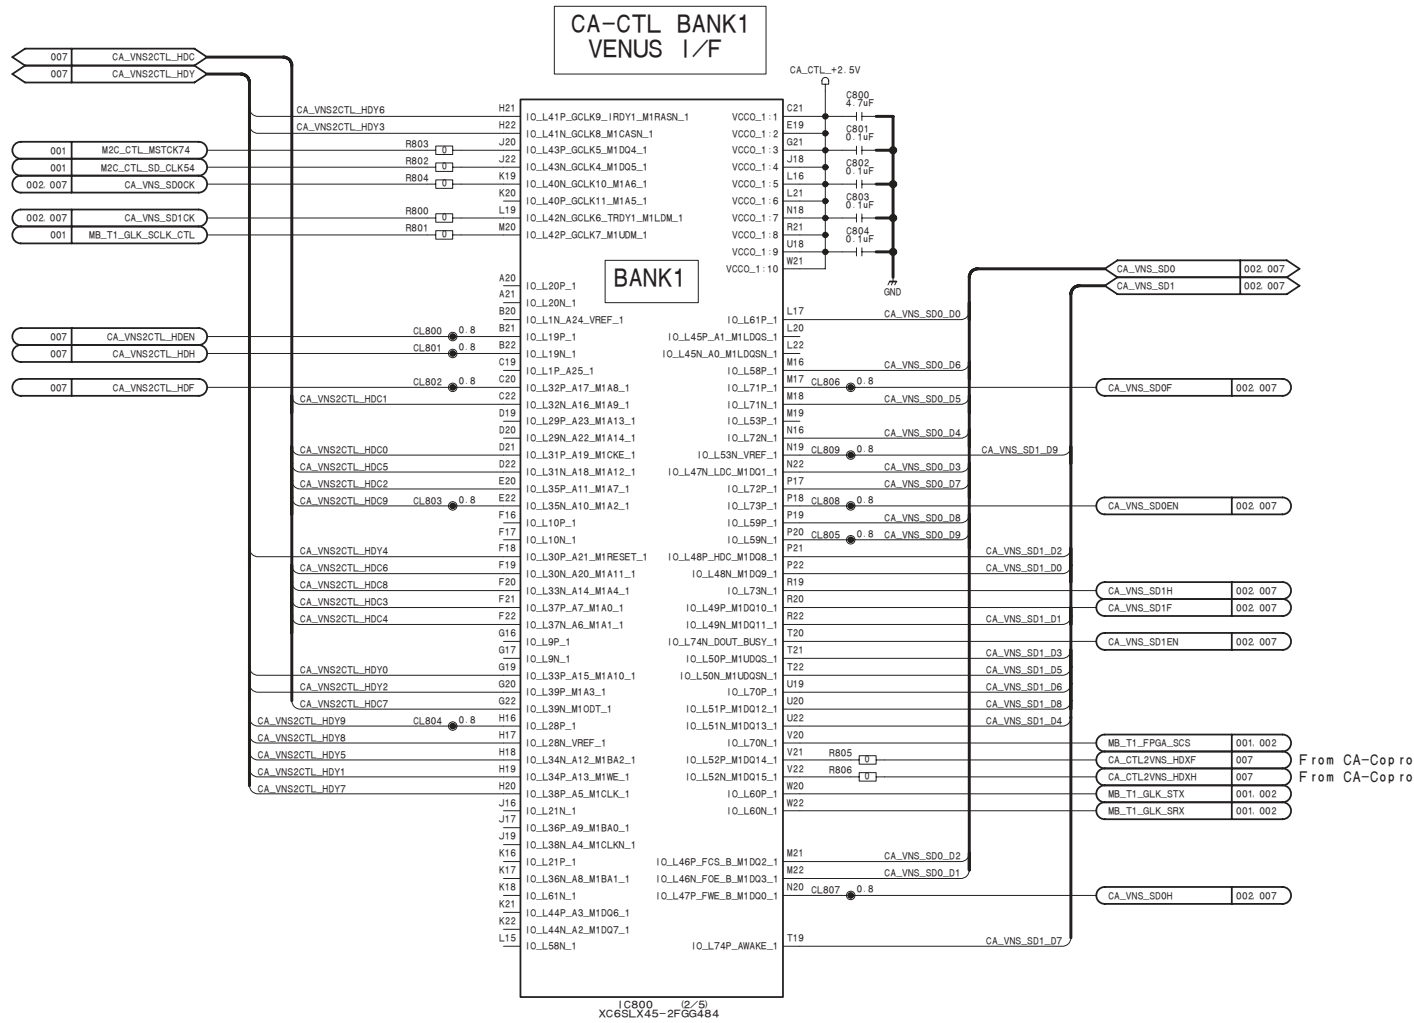 CA-CTL BANK1
VENUS I/F
007 CA_VNS2CTL_HDC
007 CA_VNS2CTL_HDY
CA_CTL_+2.5V
C800
4.7uF
C801
0.1uF
C802
0.1uF
C803
0.1uF
C804
0.1uF
GND
CA_VNS2CTL_HDY6 H21 IO_L41P_GCLK9_IRDY1_M1RASN_1
CA_VNS2CTL_HDY3 H22 IO_L41N_GCLK8_M1CASN_1
001 M2C_CTL_MSTCK74 R803 0 J20 IO_L43P_GCLK5_M1DQ4_1
001 M2C_CTL_SD_CLK54 R802 0 J22 IO_L43N_GCLK4_M1DQ5_1
002. 007 CA_VNS_SD0CK R804 0 K19 IO_L40N_GCLK10_M1A6_1
K20 IO_L40P_GCLK11_M1A5_1
002. 007 CA_VNS_SD1CK R800 0 L19 IO_L42N_GCLK6_TRDY1_M1LDM_1
001 MB_T1_GLK_SCLK_CTL R801 0 M20 IO_L42P_GCLK7_M1UDM_1
VCCO_1:1 C21
VCCO_1:2 E19
VCCO_1:3 G21
VCCO_1:4 J18
VCCO_1:5 L16
VCCO_1:6 L21
VCCO_1:7 N18
VCCO_1:8 R21
VCCO_1:9 U18
VCCO_1:10 W21
BANK1
A20 IO_L20P_1
A21 IO_L20N_1
B20 IO_L1N_A24_VREF_1
007 CA_VNS2CTL_HDEN CL800 0.8 B21 IO_L19P_1
007 CA_VNS2CTL_HDH CL801 0.8 B22 IO_L19N_1
C19 IO_L1P_A25_1
007 CA_VNS2CTL_HDF CL802 0.8 C20 IO_L32P_A17_M1A8_1
CA_VNS2CTL_HDC1 C22 IO_L32N_A16_M1A9_1
D19 IO_L29P_A23_M1A13_1
D20 IO_L29N_A22_M1A14_1
CA_VNS2CTL_HDC0 D21 IO_L31P_A19_M1CKE_1
CA_VNS2CTL_HDC5 D22 IO_L31N_A18_M1A12_1
CA_VNS2CTL_HDC2 E20 IO_L35P_A11_M1A7_1
CA_VNS2CTL_HDC9 CL803 0.8 E22 IO_L35N_A10_M1A2_1
F16 IO_L10P_1
F17 IO_L10N_1
CA_VNS2CTL_HDY4 F18 IO_L30P_A21_M1RESET_1
CA_VNS2CTL_HDC6 F19 IO_L30N_A20_M1A11_1
CA_VNS2CTL_HDC8 F20 IO_L33N_A14_M1A4_1
CA_VNS2CTL_HDC3 F21 IO_L37P_A7_M1A0_1
CA_VNS2CTL_HDC4 F22 IO_L37N_A6_M1A1_1
G16 IO_L9P_1
G17 IO_L9N_1
CA_VNS2CTL_HDY0 G19 IO_L33P_A15_M1A10_1
CA_VNS2CTL_HDY2 G20 IO_L39P_M1A3_1
CA_VNS2CTL_HDC7 G22 IO_L39N_M1ODT_1
CA_VNS2CTL_HDY9 CL804 0.8 H16 IO_L28P_1
CA_VNS2CTL_HDY8 H17 IO_L28N_VREF_1
CA_VNS2CTL_HDY5 H18 IO_L34N_A12_M1BA2_1
CA_VNS2CTL_HDY1 H19 IO_L34P_A13_M1WE_1
CA_VNS2CTL_HDY7 H20 IO_L38P_A5_M1CLK_1
J16 IO_L21N_1
J17 IO_L36P_A9_M1BA0_1
J19 IO_L38N_A4_M1CLKN_1
K16 IO_L21P_1
K17 IO_L36N_A8_M1BA1_1
K18 IO_L61N_1
K21 IO_L44P_A3_M1DQ6_1
K22 IO_L44N_A2_M1DQ7_1
L15 IO_L58N_1
CA_VNS_SD0 002. 007
CA_VNS_SD1 002. 007
IO_L61P_1 L17 CA_VNS_SD0_D0
IO_L45P_A1_M1LDQS_1 L20
IO_L45N_A0_M1LDQSN_1 L22
IO_L58P_1 M16 CA_VNS_SD0_D6
IO_L71P_1 M17 CL806 0.8 CA_VNS_SD0F 002. 007
IO_L71N_1 M18 CA_VNS_SD0_D5
IO_L53P_1 M19
IO_L72N_1 N16 CA_VNS_SD0_D4
IO_L53N_VREF_1 N19 CL809 0.8 CA_VNS_SD1_D9
IO_L47N_LDC_M1DQ1_1 N22 CA_VNS_SD0_D3
IO_L72P_1 P17 CA_VNS_SD0_D7
IO_L73P_1 P18 CL808 0.8 CA_VNS_SD0EN 002. 007
IO_L59P_1 P19 CA_VNS_SD0_D8
IO_L59N_1 P20 CL805 0.8 CA_VNS_SD0_D9
IO_L48P_HDC_M1DQ8_1 P21 CA_VNS_SD1_D2
IO_L48N_M1DQ9_1 P22 CA_VNS_SD1_D0
IO_L73N_1 R19 CA_VNS_SD1H 002. 007
IO_L49P_M1DQ10_1 R20 CA_VNS_SD1F 002. 007
IO_L49N_M1DQ11_1 R22 CA_VNS_SD1_D1
IO_L74N_DOUT_BUSY_1 T20 CA_VNS_SD1EN 002. 007
IO_L50P_M1UDQS_1 T21 CA_VNS_SD1_D3
IO_L50N_M1UDQSN_1 T22 CA_VNS_SD1_D5
IO_L70P_1 U19 CA_VNS_SD1_D6
IO_L51P_M1DQ12_1 U20 CA_VNS_SD1_D8
IO_L51N_M1DQ13_1 U22 CA_VNS_SD1_D4
IO_L70N_1 V20 MB_T1_FPGA_SCS 001. 002
IO_L52P_M1DQ14_1 V21 R805 0 CA_CTL2VNS_HDXF 007 From CA-Copro
IO_L52N_M1DQ15_1 V22 R806 0 CA_CTL2VNS_HDXH 007 From CA-Copro
IO_L60P_1 W20 MB_T1_GLK_STX 001. 002
IO_L60N_1 W22 MB_T1_GLK_SRX 001. 002
IO_L46P_FCS_B_M1DQ2_1 M21 CA_VNS_SD0_D2
IO_L46N_FOE_B_M1DQ3_1 M22 CA_VNS_SD0_D1
IO_L47P_FWE_B_M1DQ0_1 N20 CL807 0.8 CA_VNS_SD0H 002. 007
IO_L74P_AWAKE_1 T19 CA_VNS_SD1_D7
IC800 (2/5)
XC6SLX45-2FGG484